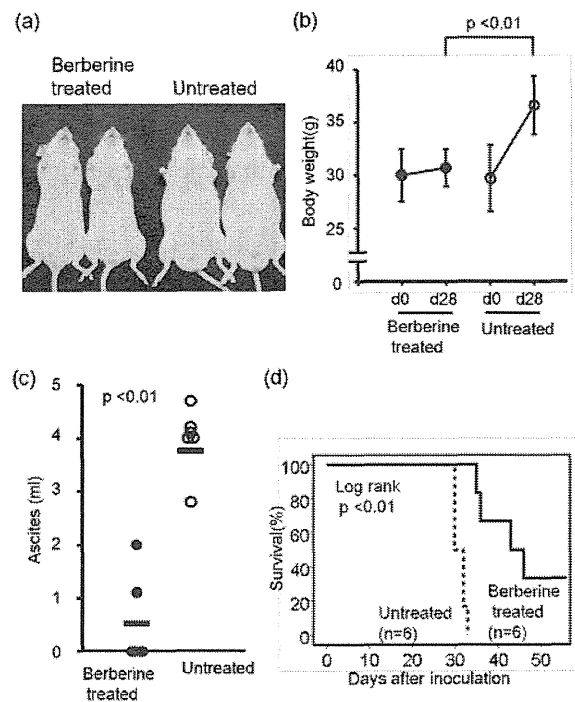 (a)
Berberine
treated
Untreated
(b)
p <0.01
Body weight(g)
40
35
30
25
0
d0 d28 d0 d28
Berberine
treated
Untreated
(c)
p <0.01
Ascites (ml)
5
4
3
2
1
0
Berberine
treated
Untreated
(d)
Survival(%)
100
80
60
40
20
0
Log rank
p <0.01
Untreated
(n=6)
Berberine
treated
(n=6)
0 10 20 30 40 50
Days after inoculation